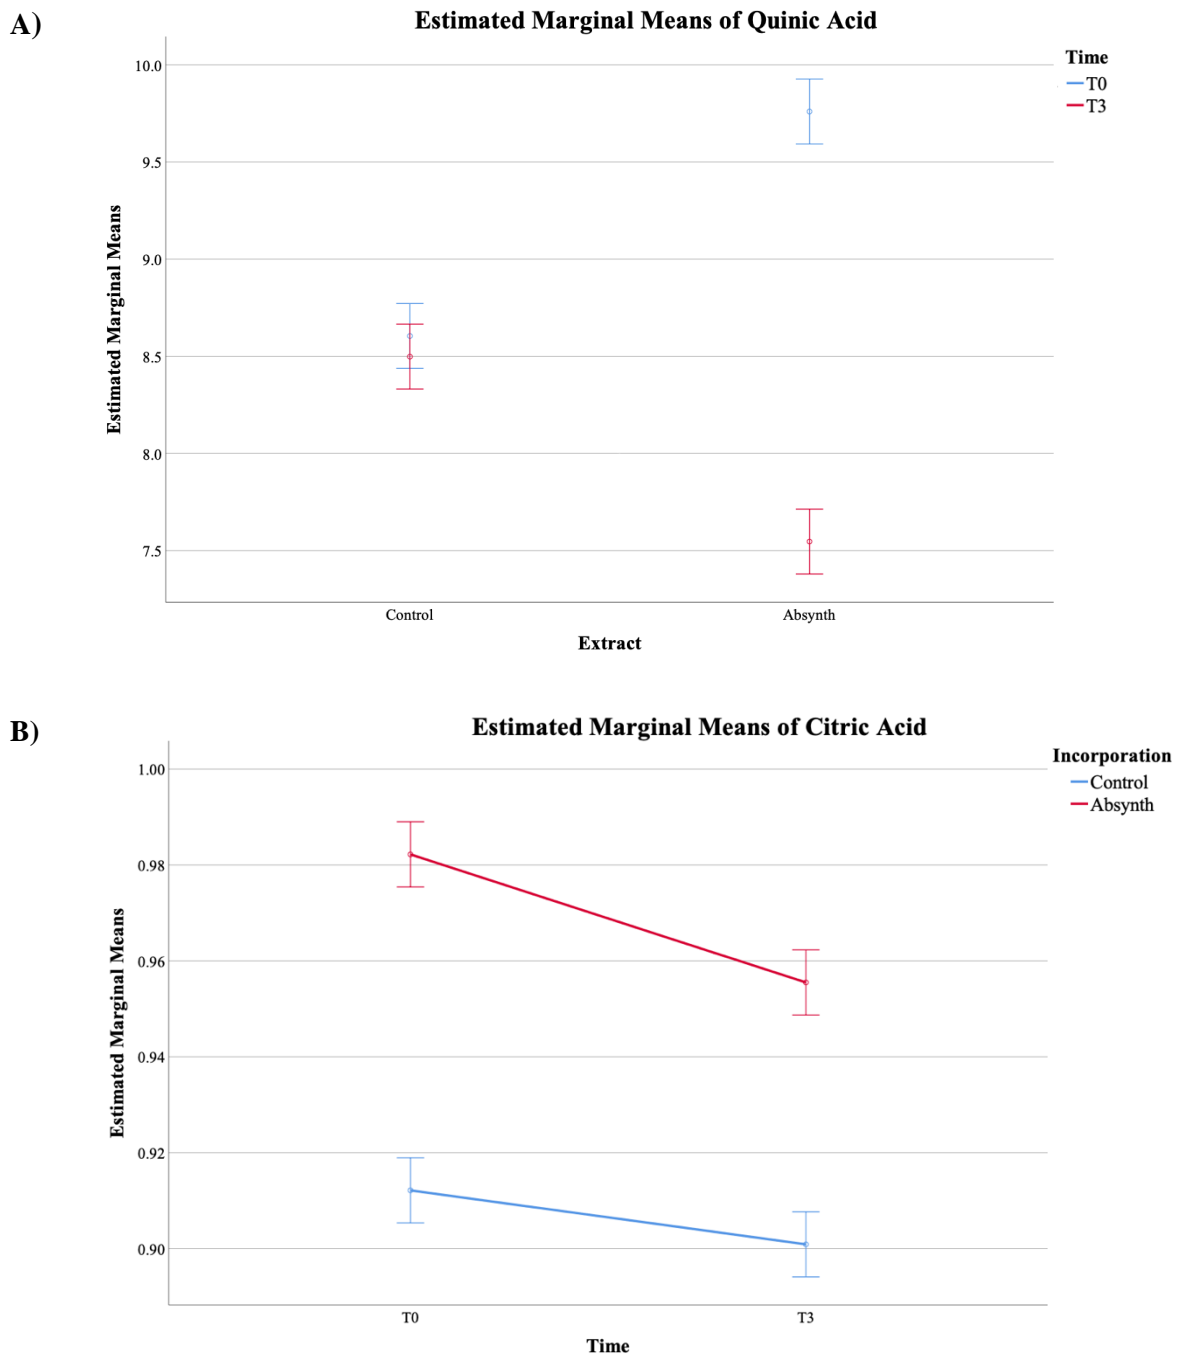 A)
Estimated Marginal Means of Quinic Acid
Time
T0
T3
Estimated Marginal Means
10.0
9.5
9.0
8.5
8.0
7.5
Control
Absynth
Extract
B)
Estimated Marginal Means of Citric Acid
Incorporation
Control
Absynth
Estimated Marginal Means
1.00
0.98
0.96
0.94
0.92
0.90
T0
T3
Time